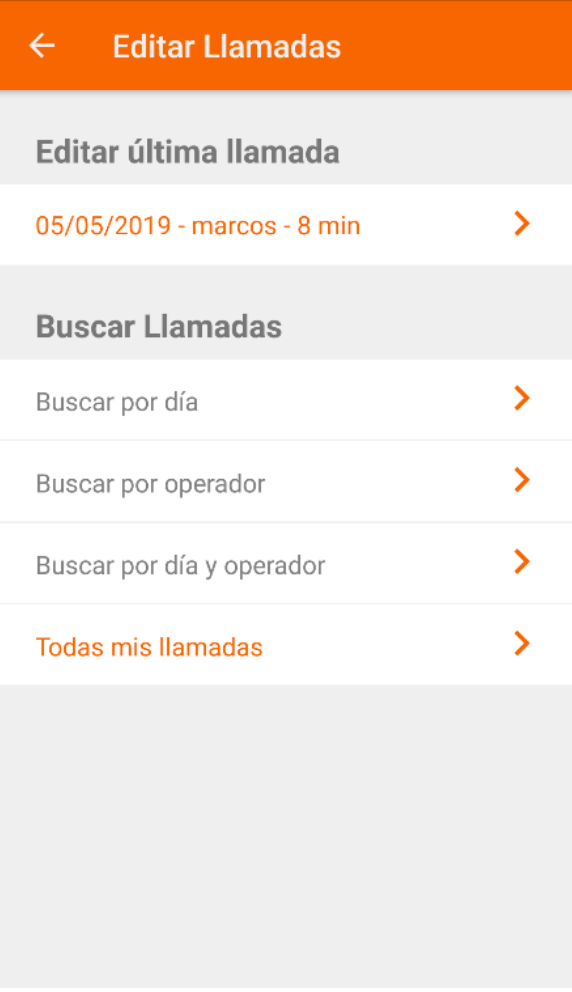 Editar Llamadas
Editar última llamada
05/05/2019 - marcos - 8 min
Buscar Llamadas
Buscar por día
Buscar por operador
Buscar por día y operador
Todas mis llamadas